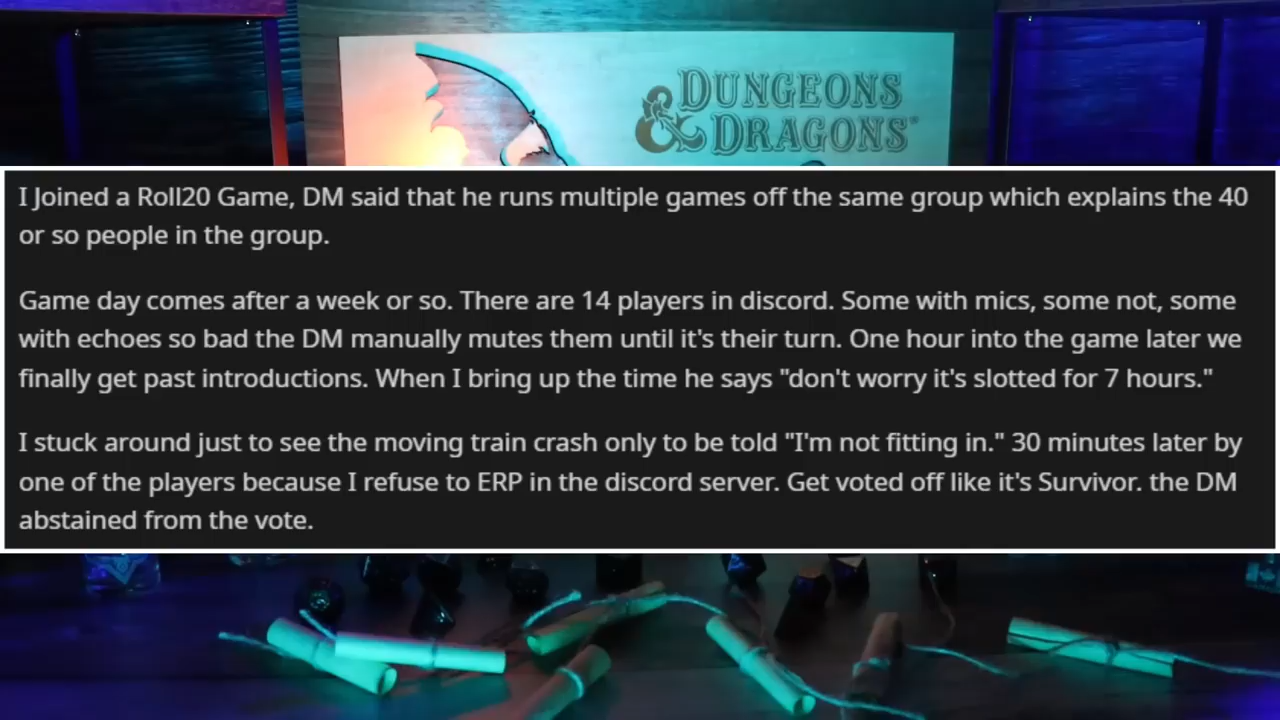 DUNGEONS
& DRAGONS®
I Joined a Roll20 Game, DM said that he runs multiple games off the same group which explains the 40
or so people in the group.
Game day comes after a week or so. There are 14 players in discord. Some with mics, some not, some
with echoes so bad the DM manually mutes them until it's their turn. One hour into the game later we
finally get past introductions. When I bring up the time he says "don't worry it's slotted for 7 hours."
I stuck around just to see the moving train crash only to be told "I'm not fitting in." 30 minutes later by
one of the players because I refuse to ERP in the discord server. Get voted off like it's Survivor. the DM
abstained from the vote.